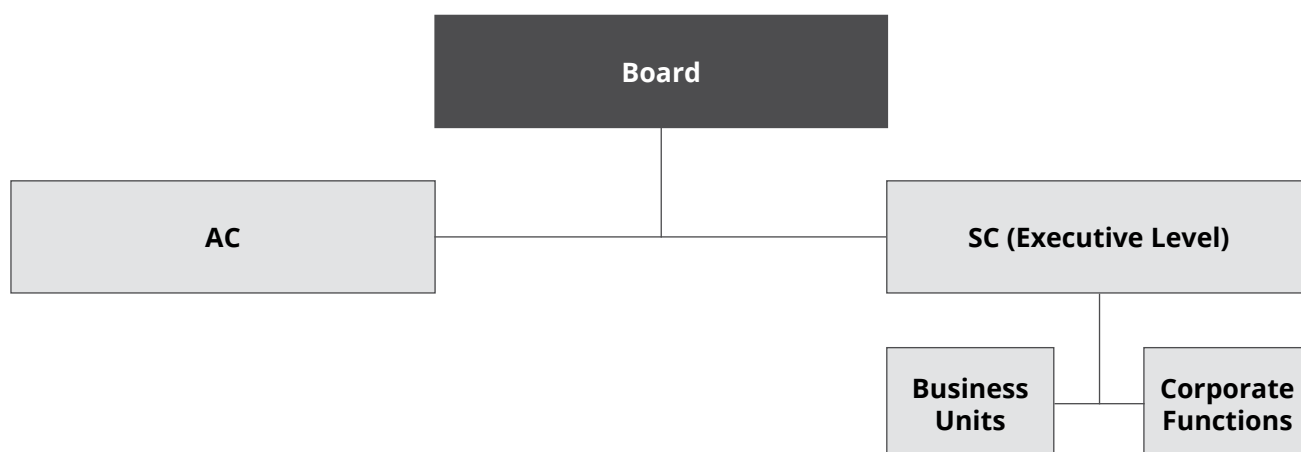 Board
AC
SC (Executive Level)
Business
Units
Corporate
Functions